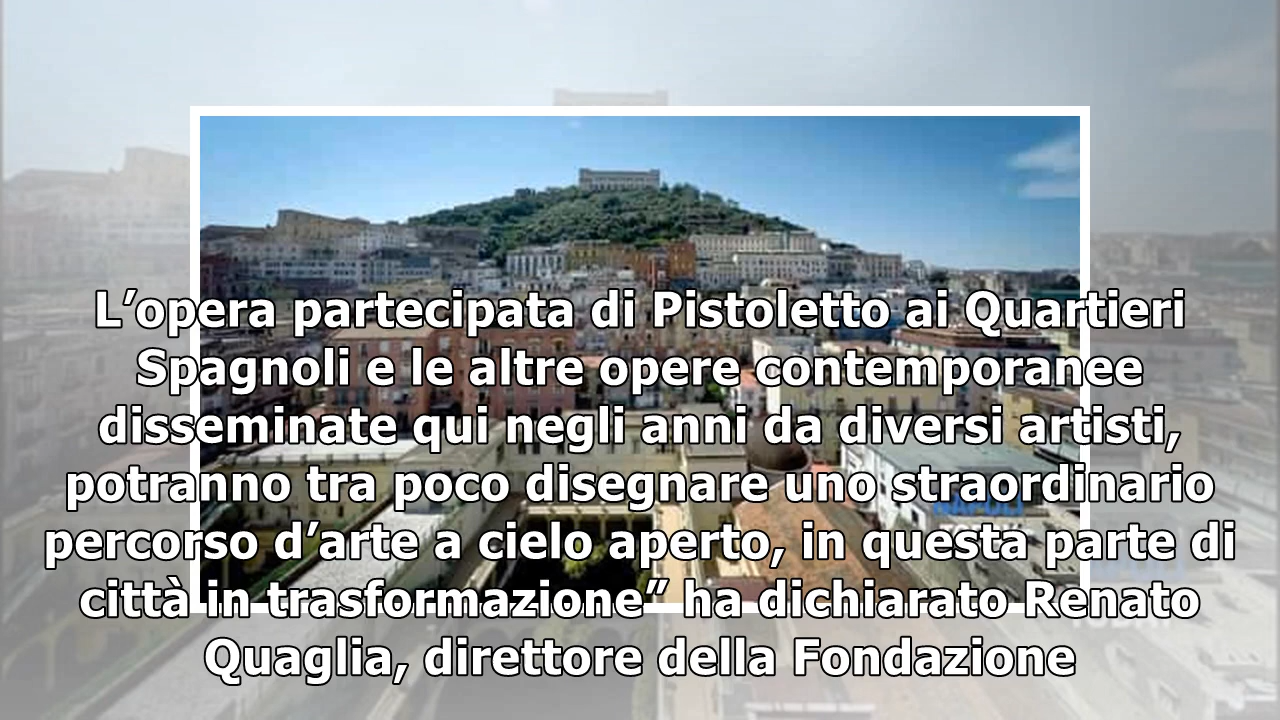 L’opera partecipata di Pistoletto ai Quartieri
Spagnoli e le altre opere contemporanee
disseminate qui negli anni da diversi artisti,
potranno tra poco disegnare uno straordinario
percorso d’arte a cielo aperto, in questa parte di
città in trasformazione” ha dichiarato Renato
Quaglia, direttore della Fondazione
NAPOLI